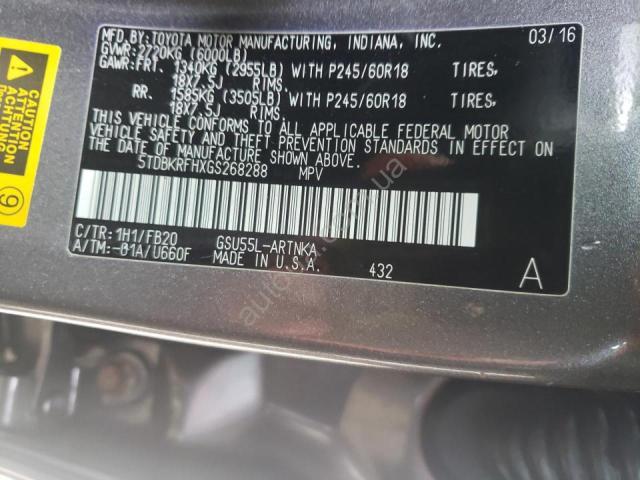 MFD.BY:TOYOTA MOTOR MANUFACTURING, INDIANA, INC. 03/16
GVWR: 2720KG (6000LB)
GAWR:FRT. 1340KG (2955LB) WITH P245/60R18 TIRES,
18X7.5J RIMS.
RR. 1585KG (3505LB) WITH P245/60R18 TIRES,
18X7.5J RIMS.
THIS VEHICLE CONFORMS TO ALL APPLICABLE FEDERAL MOTOR
VEHICLE SAFETY AND THEFT PREVENTION STANDARDS IN EFFECT ON
THE DATE OF MANUFACTURE SHOWN ABOVE.
5TDBKRFHXGS268288 MPV
C/TR:1H1/FB20 GSU55L-ARTNKA
A/TM:-01A/U660F MADE IN U.S.A. 432 A
CAUTION
ATTENTION
ACHTUNG
9